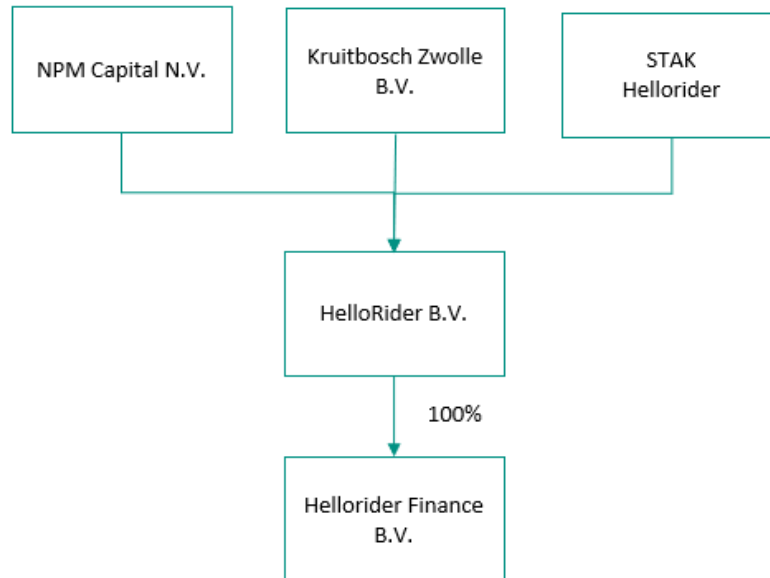 NPM Capital N.V.
Kruitbosch Zwolle
B.V.
STAK
Hellorider
HelloRider B.V.
100%
Hellorider Finance
B.V.